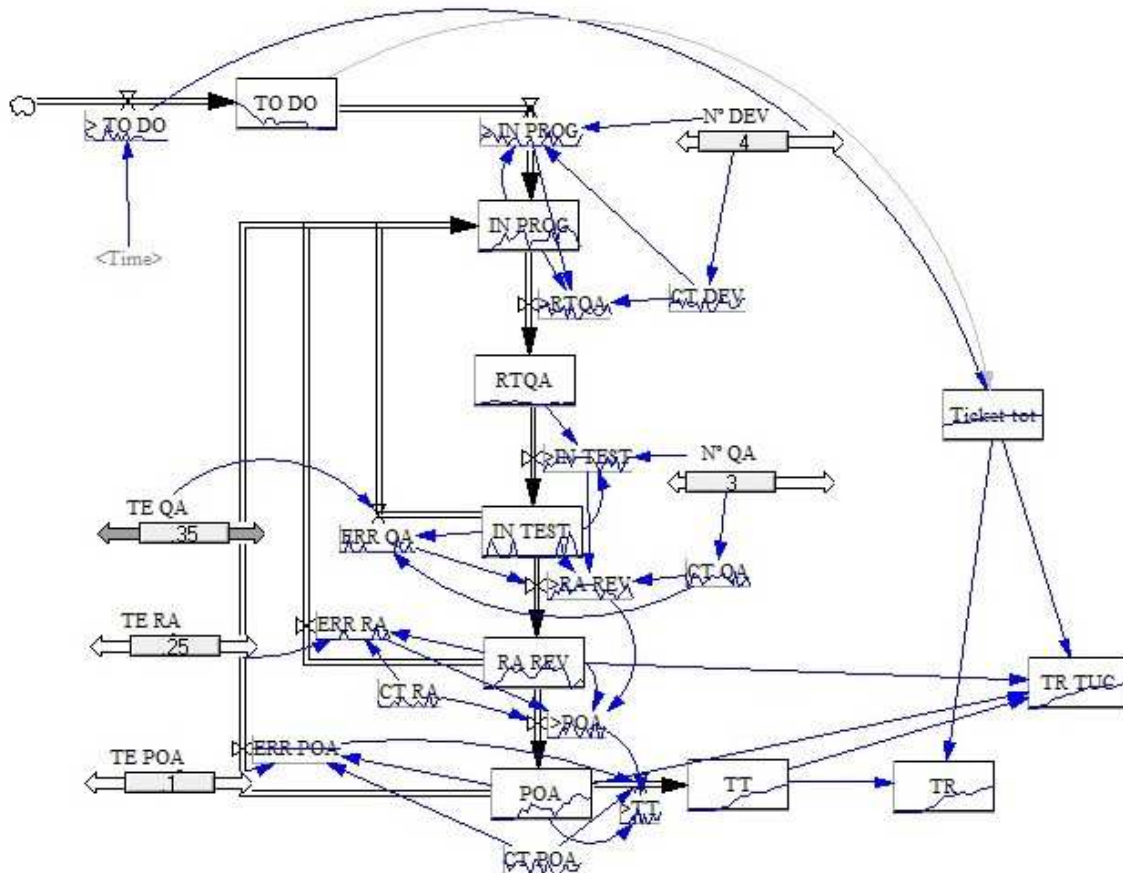 TO DO
Nº DEV
> TO DO
> IN PROG
4
IN PROG
<Time>
>RTQA
CT DEV
RTQA
Ticket tot
>IN TEST
Nº QA
3
TE QA
.35
ERR QA
IN TEST
>RA REV
CT QA
TE RA
.25
ERR RA
RA REV
CT RA
TR TUC
>POA
TE POA
.1
ERR POA
POA
TT
TR
>TT
CT POA